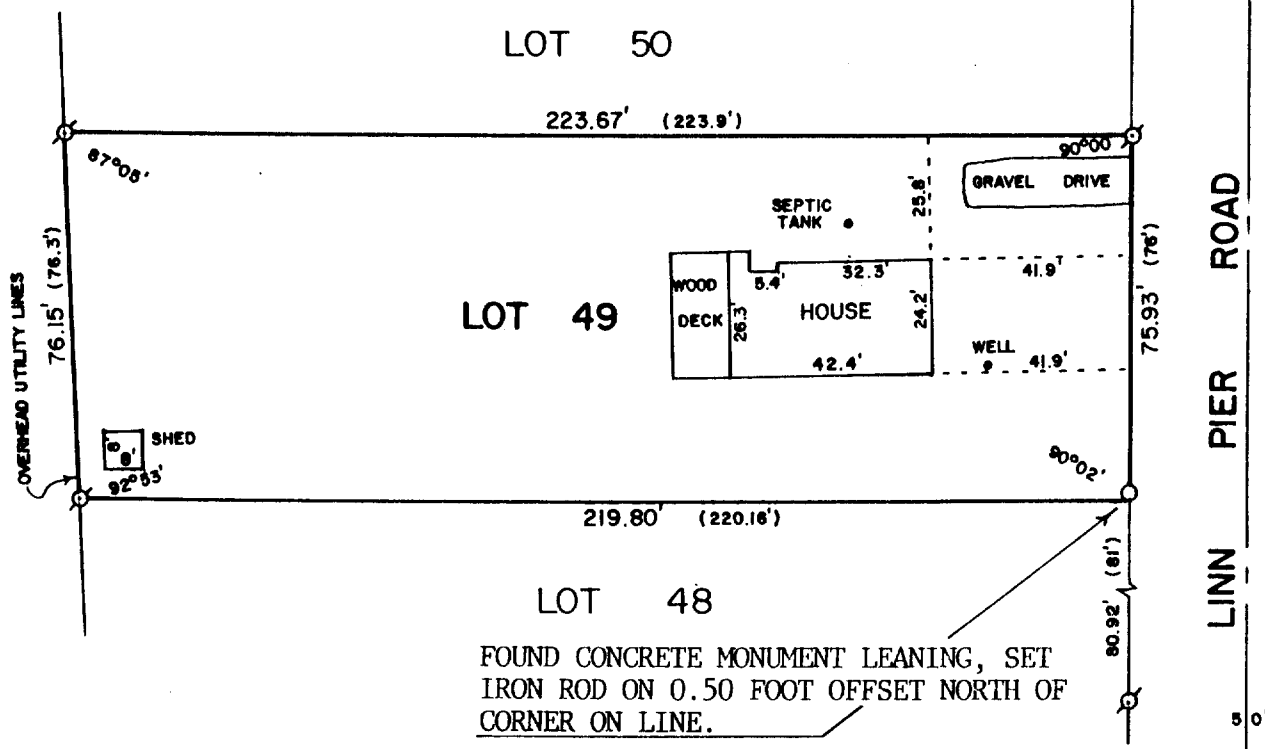 LOT 50
223.67' (223.9')
87°05'
90°00'
GRAVEL DRIVE
25.8'
SEPTIC
TANK
76.15' (76.3')
OVERHEAD UTILITY LINES
WOOD
DECK
5.4'
32.3'
41.9'
LOT 49
26.3'
HOUSE
24.2'
75.93' (76')
WELL
42.4'
41.9'
LINN PIER ROAD
8'
8'
SHED
92°53'
90°02'
219.80' (220.16')
LOT 48
80.92' (81')
FOUND CONCRETE MONUMENT LEANING, SET
IRON ROD ON 0.50 FOOT OFFSET NORTH OF
CORNER ON LINE.
50'